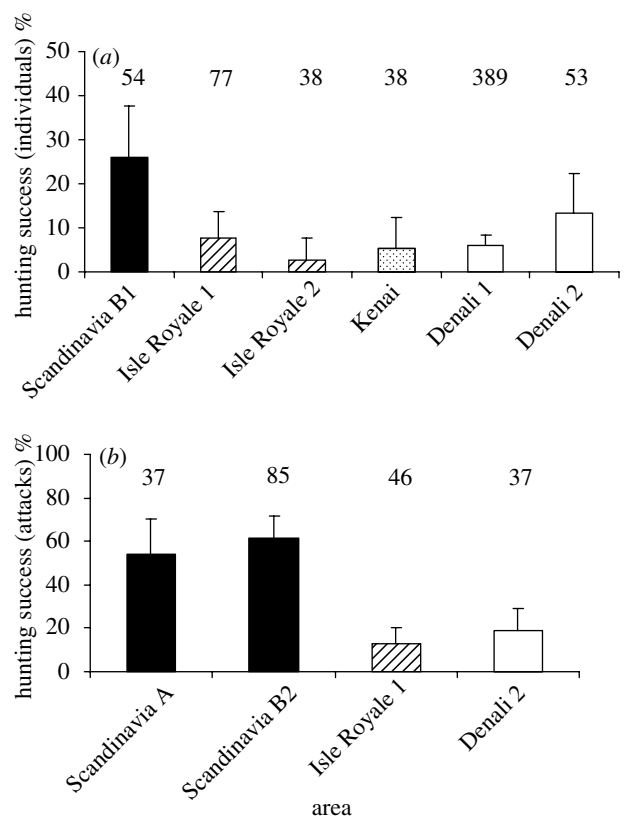 (a)
hunting success (individuals) %
50
40
30
20
10
0
54 77 38 38 389 53
Scandinavia B1
Isle Royale 1
Isle Royale 2
Kenai
Denali 1
Denali 2
(b)
hunting success (attacks) %
100
80
60
40
20
0
37 85 46 37
Scandinavia A
Scandinavia B2
Isle Royale 1
Denali 2
area